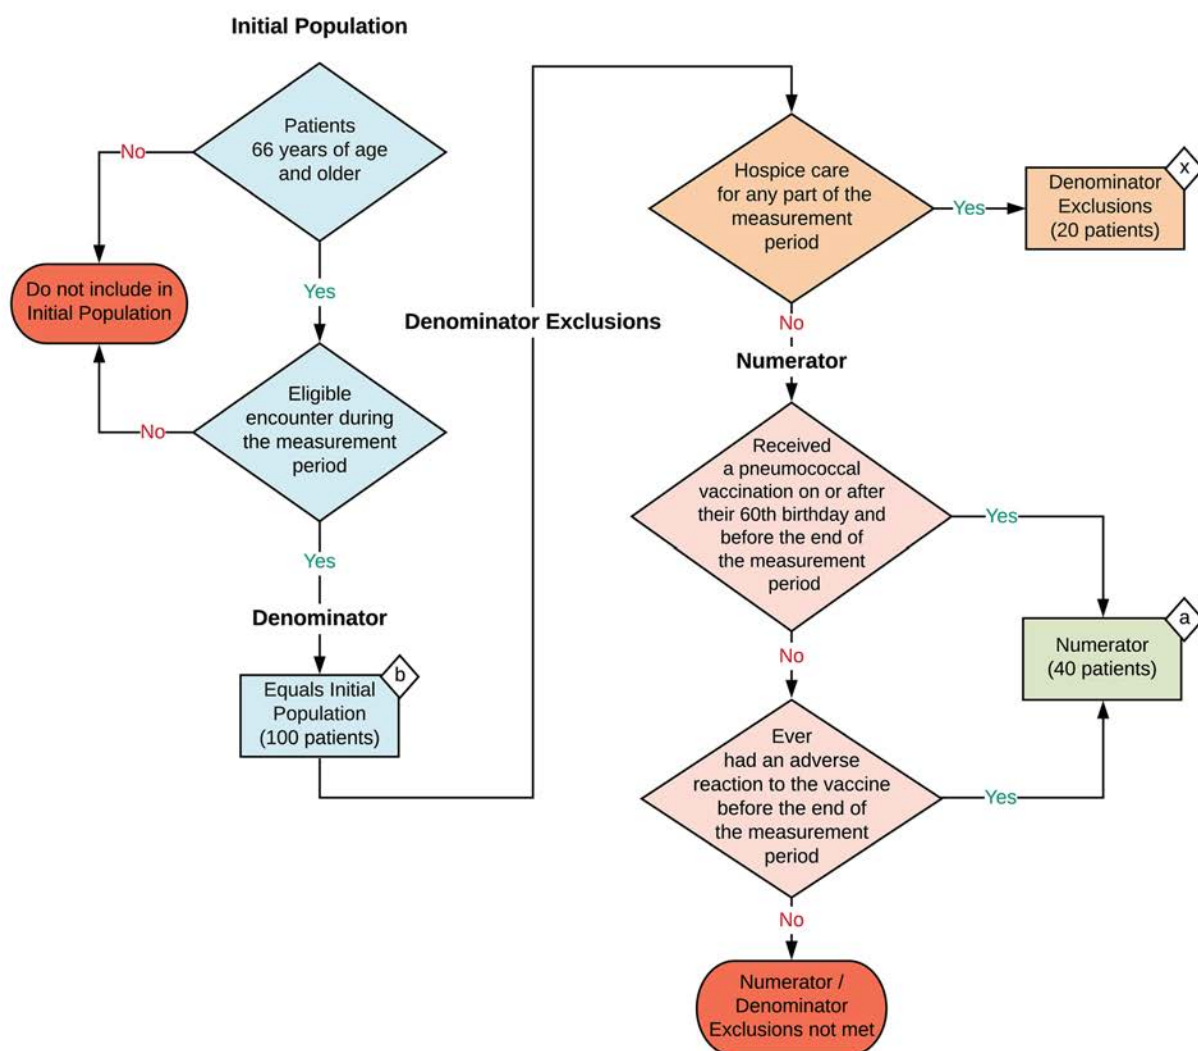 Initial Population
Patients
66 years of age
and older
No
Do not include in
Initial Population
Yes
Eligible
encounter during
the measurement
period
No
Yes
Denominator
b
Equals Initial
Population
(100 patients)
Denominator Exclusions
Hospice care
for any part of the
measurement
period
Yes
x
Denominator
Exclusions
(20 patients)
No
Numerator
Received
a pneumococcal
vaccination on or after
their 60th birthday and
before the end of
the measurement
period
Yes
a
Numerator
(40 patients)
No
Ever
had an adverse
reaction to the vaccine
before the end of
the measurement
period
Yes
No
Numerator /
Denominator
Exclusions not met